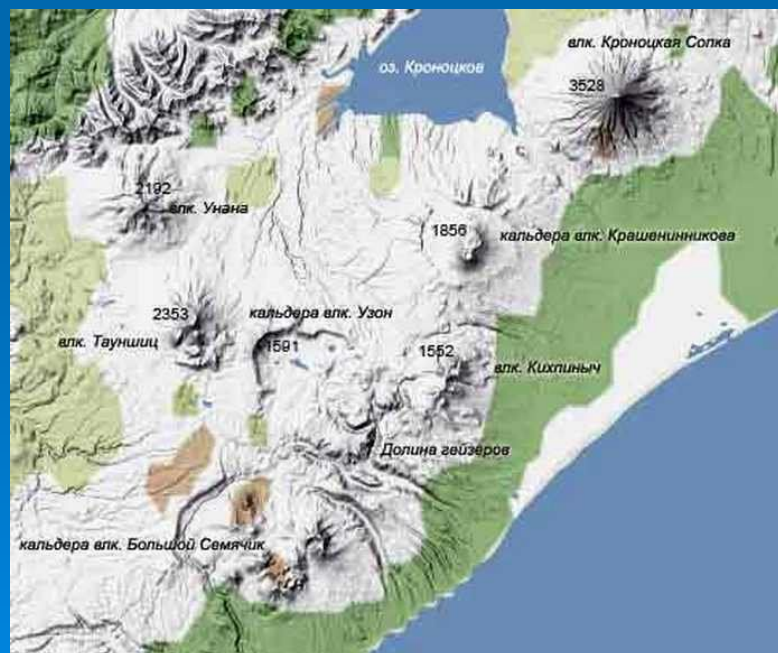 влк. Кроноцкая Сопка
оз. Кроноцков
3528
2192
влк. Унана
1856
кальдера влк. Крашенинникова
2353
кальдера влк. Узон
влк. Тауншиц
1591
1552
влк. Кихпиныч
Долина гейзеров
кальдера влк. Большой Семячик